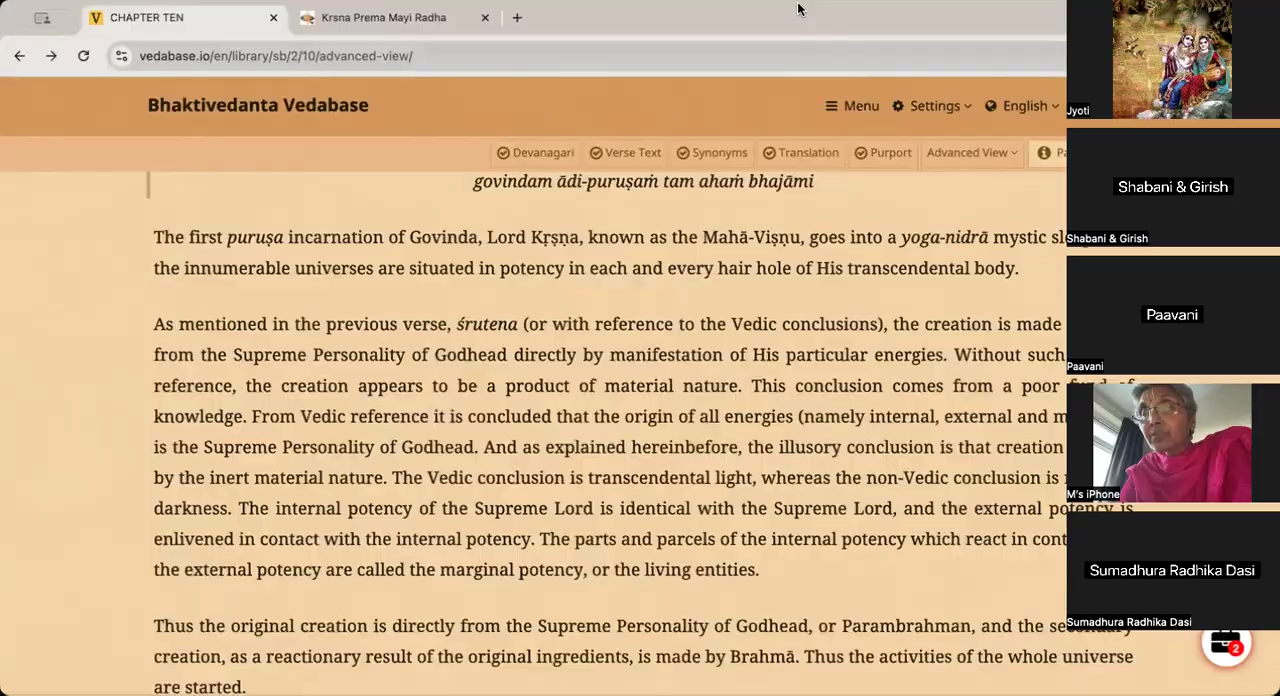 CHAPTER TEN
Krsna Prema Mayi Radha
vedabase.io/en/library/sb/2/10/advanced-view/
Bhaktivedanta Vedabase
Menu Settings English
Devanagari Verse Text Synonyms Translation Purport Advanced View
govindam ādi-puruṣaṁ tam ahaṁ bhajāmi
The first puruṣa incarnation of Govinda, Lord Kṛṣṇa, known as the Mahā-Viṣṇu, goes into a yoga-nidrā mystic
the innumerable universes are situated in potency in each and every hair hole of His transcendental body.
As mentioned in the previous verse, śrutena (or with reference to the Vedic conclusions), the creation is made
from the Supreme Personality of Godhead directly by manifestation of His particular energies. Without such
reference, the creation appears to be a product of material nature. This conclusion comes from a poor
knowledge. From Vedic reference it is concluded that the origin of all energies (namely internal, external and
is the Supreme Personality of Godhead. And as explained hereinbefore, the illusory conclusion is that creation
by the inert material nature. The Vedic conclusion is transcendental light, whereas the non-Vedic conclusion is
darkness. The internal potency of the Supreme Lord is identical with the Supreme Lord, and the external potency is
enlivened in contact with the internal potency. The parts and parcels of the internal potency which react in
the external potency are called the marginal potency, or the living entities.
Thus the original creation is directly from the Supreme Personality of Godhead, or Parambrahman, and the
creation, as a reactionary result of the original ingredients, is made by Brahmā. Thus the activities of the whole universe
are started.
Jyoti
Shabani & Girish
Shabani & Girish
Paavani
Paavani
M's iPhone
Sumadhura Radhika Dasi
Sumadhura Radhika Dasi
2